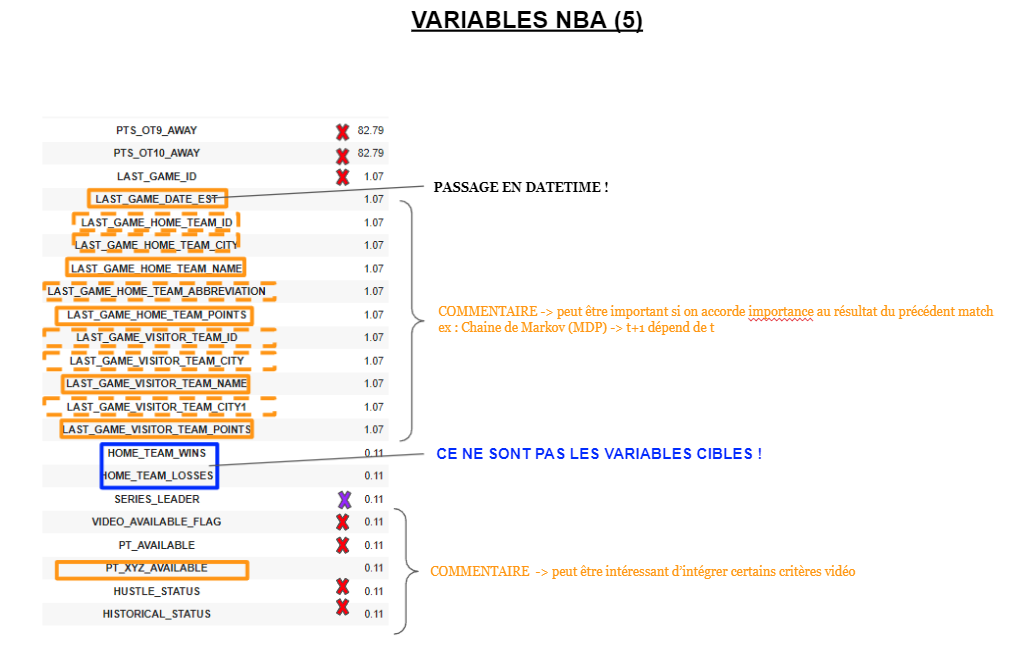 VARIABLES NBA (5)
PTS_OT9_AWAY 82.79
PTS_OT10_AWAY 82.79
LAST_GAME_ID 1.07
LAST_GAME_DATE_EST 1.07
PASSAGE EN DATETIME !
LAST_GAME_HOME_TEAM_ID 1.07
LAST_GAME_HOME_TEAM_CITY 1.07
LAST_GAME_HOME_TEAM_NAME 1.07
LAST_GAME_HOME_TEAM_ABBREVIATION 1.07
LAST_GAME_HOME_TEAM_POINTS 1.07
LAST_GAME_VISITOR_TEAM_ID 1.07
LAST_GAME_VISITOR_TEAM_CITY 1.07
LAST_GAME_VISITOR_TEAM_NAME 1.07
LAST_GAME_VISITOR_TEAM_CITY1 1.07
LAST_GAME_VISITOR_TEAM_POINTS 1.07
COMMENTAIRE -> peut être important si on accorde importance au résultat du précédent match
ex : Chaine de Markov (MDP) -> t+1 dépend de t
HOME_TEAM_WINS 0.11
HOME_TEAM_LOSSES 0.11
CE NE SONT PAS LES VARIABLES CIBLES !
SERIES_LEADER 0.11
VIDEO_AVAILABLE_FLAG 0.11
PT_AVAILABLE 0.11
PT_XYZ_AVAILABLE 0.11
HUSTLE_STATUS 0.11
HISTORICAL_STATUS 0.11
COMMENTAIRE -> peut être intéressant d'intégrer certains critères vidéo